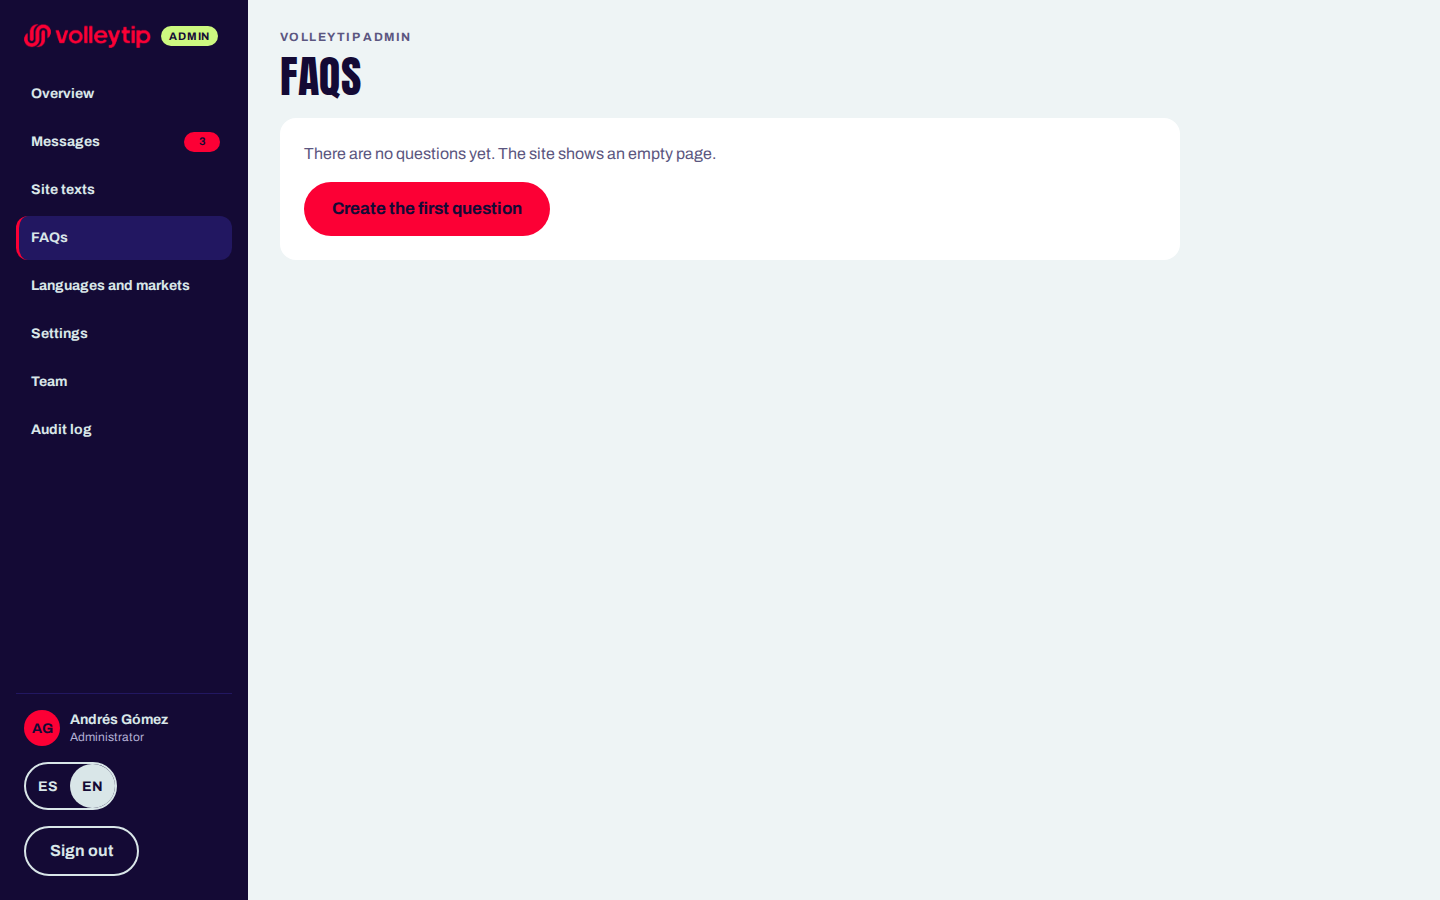 volleytip ADMIN
Overview
Messages 3
Site texts
FAQs
Languages and markets
Settings
Team
Audit log
AG Andrés Gómez
Administrator
ES EN
Sign out
VOLLEYTIP ADMIN
FAQS
There are no questions yet. The site shows an empty page.
Create the first question